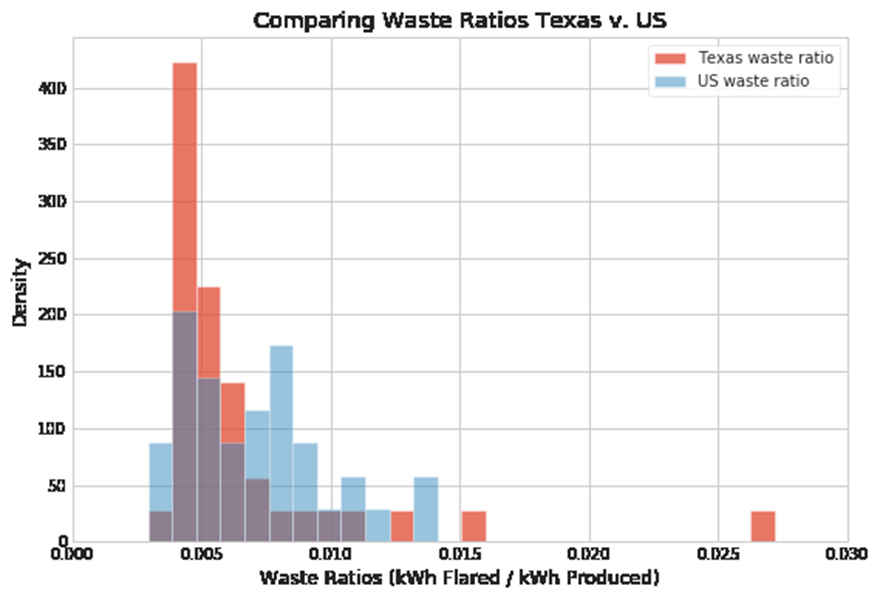 Comparing Waste Ratios Texas v. US
Texas waste ratio
US waste ratio
400
350
300
250
200
150
100
50
0
Density
0.000 0.005 0.010 0.015 0.020 0.025 0.030
Waste Ratios (kWh Flared / kWh Produced)